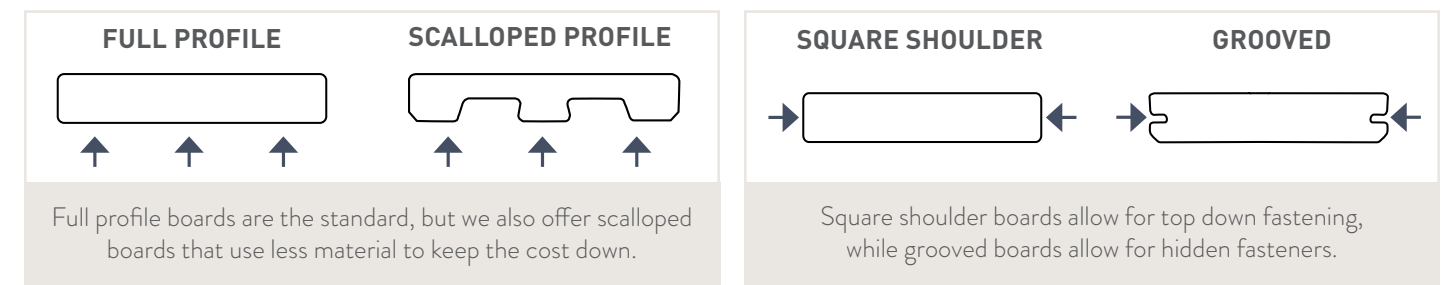 FULL PROFILE
SCALLOPED PROFILE
Full profile boards are the standard, but we also offer scalloped
boards that use less material to keep the cost down.
SQUARE SHOULDER
GROOVED
Square shoulder boards allow for top down fastening,
while grooved boards allow for hidden fasteners.